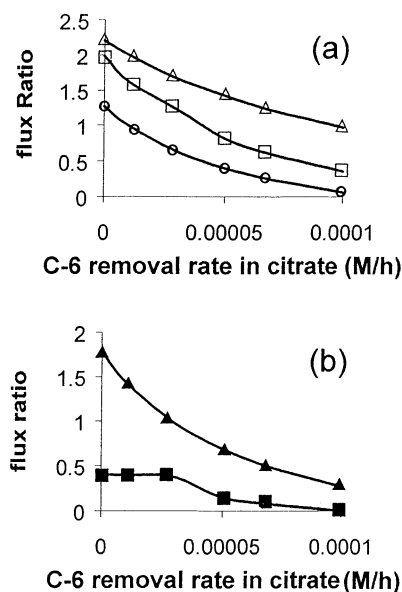 (a)
flux Ratio
2.5
2
1.5
1
0.5
0
0 0.00005 0.0001
C-6 removal rate in citrate (M/h)
(b)
flux ratio
2
1.5
1
0.5
0
0 0.00005 0.0001
C-6 removal rate in citrate (M/h)